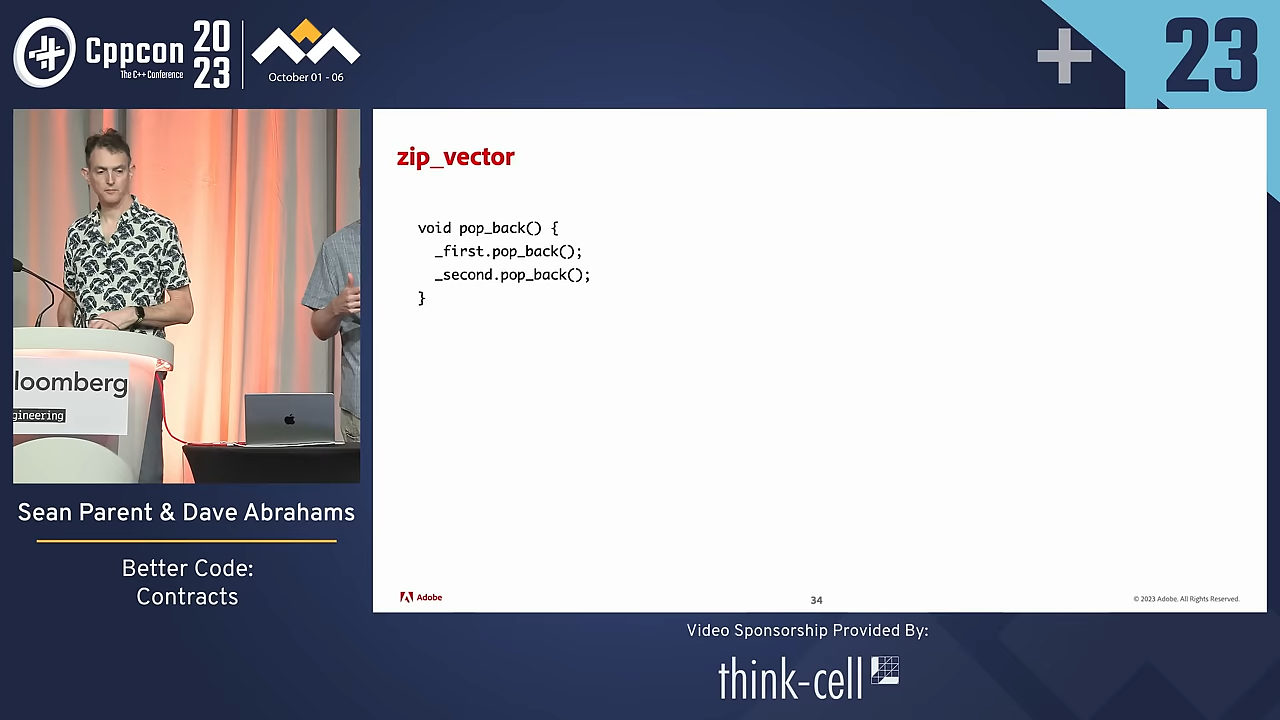 Cppcon
The C++ Conference
20
23
October 01 - 06
23
zip_vector
void pop_back() {
  _first.pop_back();
  _second.pop_back();
}
loomberg
gineering
Sean Parent & Dave Abrahams
Better Code:
Contracts
Adobe
34
© 2023 Adobe. All Rights Reserved.
Video Sponsorship Provided By:
think-cell